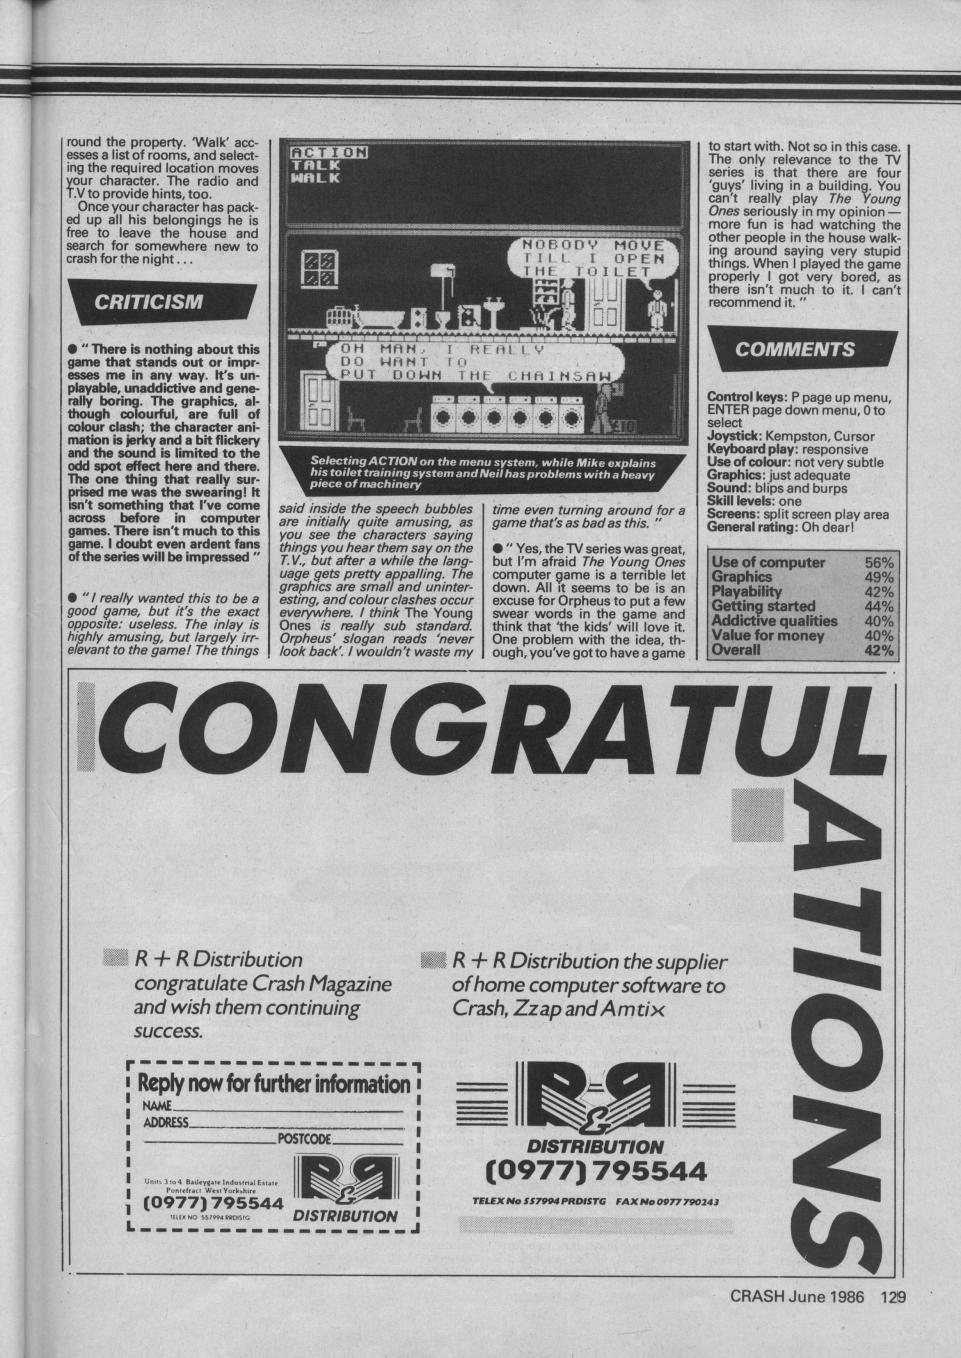 round the property. 'Walk' acc-
esses a list of rooms, and select-
ing the required location moves
your character. The radio and
T.V to provide hints, too.
Once your character has pack-
ed up all his belongings he is
free to leave the house and
search for somewhere new to
crash for the night . . .
CRITICISM
● " There is nothing about this
game that stands out or impr-
esses me in any way. It's un-
playable, unaddictive and gene-
rally boring. The graphics, al-
though colourful, are full of
colour clash; the character ani-
mation is jerky and a bit flickery
and the sound is limited to the
odd spot effect here and there.
The one thing that really sur-
prised me was the swearing! It
isn't something that I've come
across before in computer
games. There isn't much to this
game. I doubt even ardent fans
of the series will be impressed "
● " I really wanted this to be a
good game, but it's the exact
opposite: useless. The inlay is
highly amusing, but largely irr-
elevant to the game! The things
ACTION
TALK
WALK
NOBODY MOVE
TILL I OPEN
THE TOILET
OH MAN, I REALLY
DO WANT TO
PUT DOWN THE CHAINSAW
Selecting ACTION on the menu system, while Mike explains
his toilet training system and Neil has problems with a heavy
piece of machinery
said inside the speech bubbles
are initially quite amusing, as
you see the characters saying
things you hear them say on the
T.V., but after a while the lang-
uage gets pretty appalling. The
graphics are small and uninter-
esting, and colour clashes occur
everywhere. I think The Young
Ones is really sub standard.
Orpheus' slogan reads 'never
look back'. I wouldn't waste my
time even turning around for a
game that's as bad as this. "
● " Yes, the TV series was great,
but I'm afraid The Young Ones
computer game is a terrible let
down. All it seems to be is an
excuse for Orpheus to put a few
swear words in the game and
think that 'the kids' will love it.
One problem with the idea, th-
ough, you've got to have a game
to start with. Not so in this case.
The only relevance to the TV
series is that there are four
'guys' living in a building. You
can't really play The Young
Ones seriously in my opinion —
more fun is had watching the
other people in the house walk-
ing around saying very stupid
things. When I played the game
properly I got very bored, as
there isn't much to it. I can't
recommend it. "
COMMENTS
Control keys: P page up menu,
ENTER page down menu, 0 to
select
Joystick: Kempston, Cursor
Keyboard play: responsive
Use of colour: not very subtle
Graphics: just adequate
Sound: blips and burps
Skill levels: one
Screens: split screen play area
General rating: Oh dear!
Use of computer 56%
Graphics 49%
Playability 42%
Getting started 44%
Addictive qualities 40%
Value for money 40%
Overall 42%
CONGRATULATIONS
R + R Distribution
congratulate Crash Magazine
and wish them continuing
success.
R + R Distribution the supplier
of home computer software to
Crash, Zzap and Amtix
Reply now for further information
NAME
ADDRESS
POSTCODE
Units 3 to 4 Baileygate Industrial Estate
Pontefract West Yorkshire
(0977) 795544
TELEX NO 557994 RRDISTG
R&R
DISTRIBUTION
R&R
DISTRIBUTION
(0977) 795544
TELEX No 557994 PRDISTG FAX No 0977 790243
CRASH June 1986 129